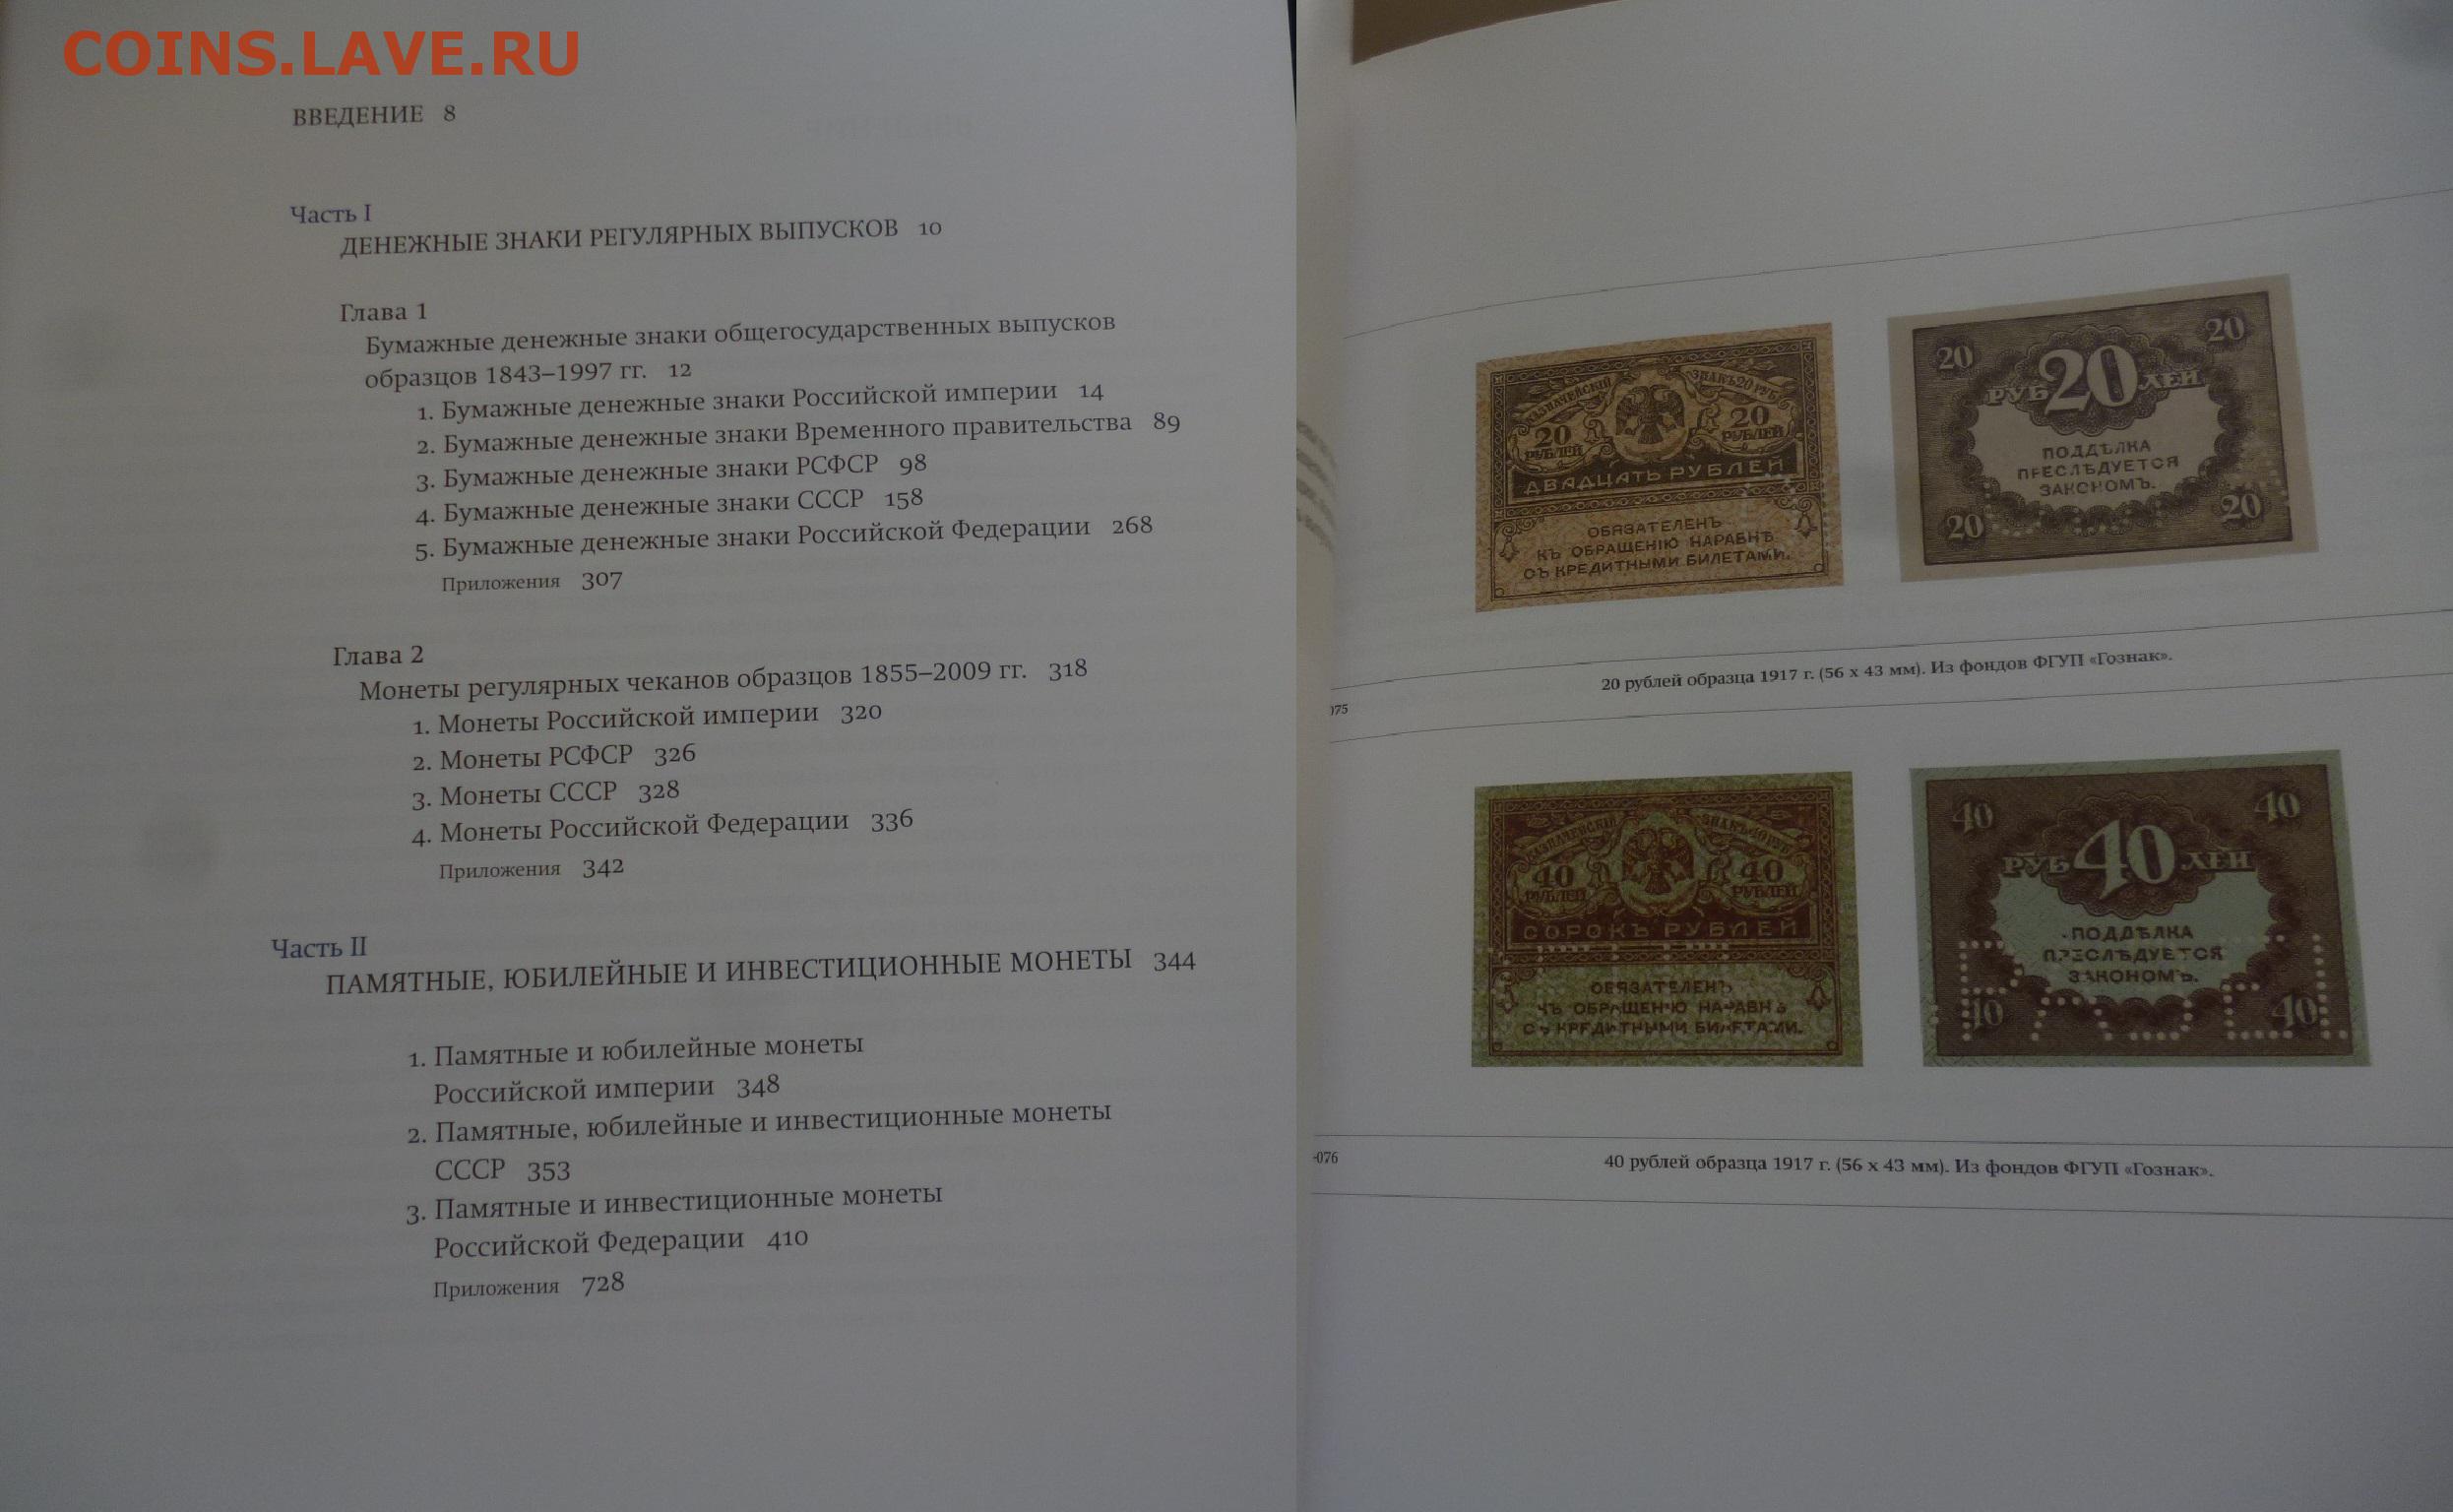 COINS.LAVE.RU
ВВЕДЕНИЕ 8
Часть I
ДЕНЕЖНЫЕ ЗНАКИ РЕГУЛЯРНЫХ ВЫПУСКОВ 10
Глава 1
Бумажные денежные знаки общегосударственных выпусков
образцов 1843–1997 гг. 12
1. Бумажные денежные знаки Российской империи 14
2. Бумажные денежные знаки Временного правительства 89
3. Бумажные денежные знаки РСФСР 98
4. Бумажные денежные знаки СССР 158
5. Бумажные денежные знаки Российской Федерации 268
Приложения 307
Глава 2
Монеты регулярных чеканов образцов 1855–2009 гг. 318
1. Монеты Российской империи 320
2. Монеты РСФСР 326
3. Монеты СССР 328
4. Монеты Российской Федерации 336
Приложения 342
Часть II
ПАМЯТНЫЕ, ЮБИЛЕЙНЫЕ И ИНВЕСТИЦИОННЫЕ МОНЕТЫ 344
1. Памятные и юбилейные монеты
Российской империи 348
2. Памятные, юбилейные и инвестиционные монеты
СССР 353
3. Памятные и инвестиционные монеты
Российской Федерации 410
Приложения 728
КАЗНАЧЕЙСКІЙ ЗНАКЪ 20 РУБ.
20 20
РУБЛЕЙ РУБЛЕЙ
ДВАДЦАТЬ РУБЛЕЙ
ОБЯЗАТЕЛЕНЪ
КЪ ОБРАЩЕНІЮ НАРАВНѢ
СЪ КРЕДИТНЫМИ БИЛЕТАМИ.
20 20
РУБ 20 ЛЕЙ
ПОДДѢЛКА
ПРЕСЛѢДУЕТСЯ
ЗАКОНОМЪ.
20 20
20 рублей образца 1917 г. (56 x 43 мм). Из фондов ФГУП «Гознак».
075
КАЗНАЧЕЙСКІЙ ЗНАКЪ 40 РУБ.
40 40
РУБЛЕЙ РУБЛЕЙ
СОРОКЪ РУБЛЕЙ
ОБЯЗАТЕЛЕНЪ
КЪ ОБРАЩЕНІЮ НАРАВНѢ
СЪ КРЕДИТНЫМИ БИЛЕТАМИ.
40 40
РУБ 40 ЛЕЙ
ПОДДѢЛКА
ПРЕСЛѢДУЕТСЯ
ЗАКОНОМЪ.
40 40
-076
40 рублей образца 1917 г. (56 x 43 мм). Из фондов ФГУП «Гознак».